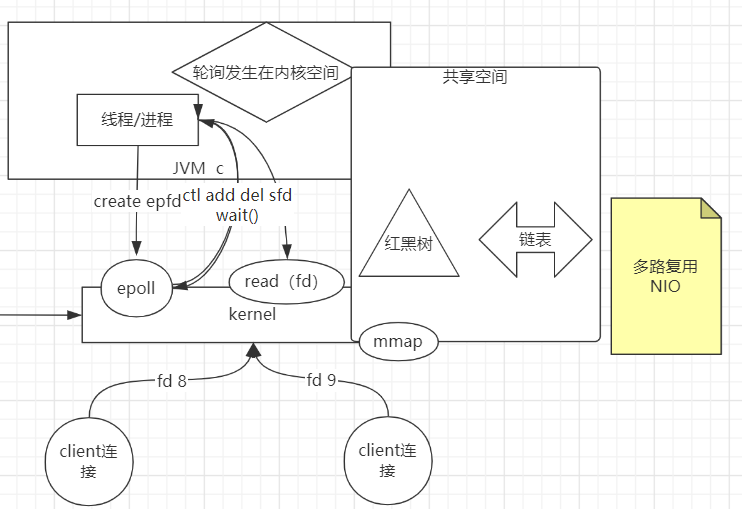 轮询发生在内核空间
共享空间
线程/进程
JVM c
create epfd
ctl add del sfd
wait()
红黑树
链表
多路复用
NIO
epoll
read（fd）
kernel
mmap
fd 8
fd 9
client连
接
client连
接